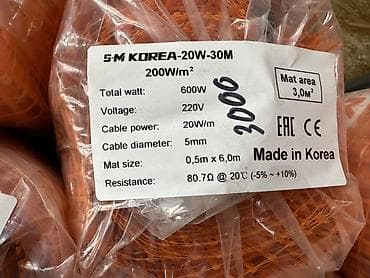 S·M KOREA-20W-30M
200W/m²
Total watt: 600W
Voltage: 220V
Cable power: 20W/m
Cable diameter: 5mm
Mat size: 0,5m x 6,0m
Resistance: 80.7Ω @ 20℃ (-5% ~ +10%)
Mat area
3,0м²
3000
EAC CE
Made in Korea